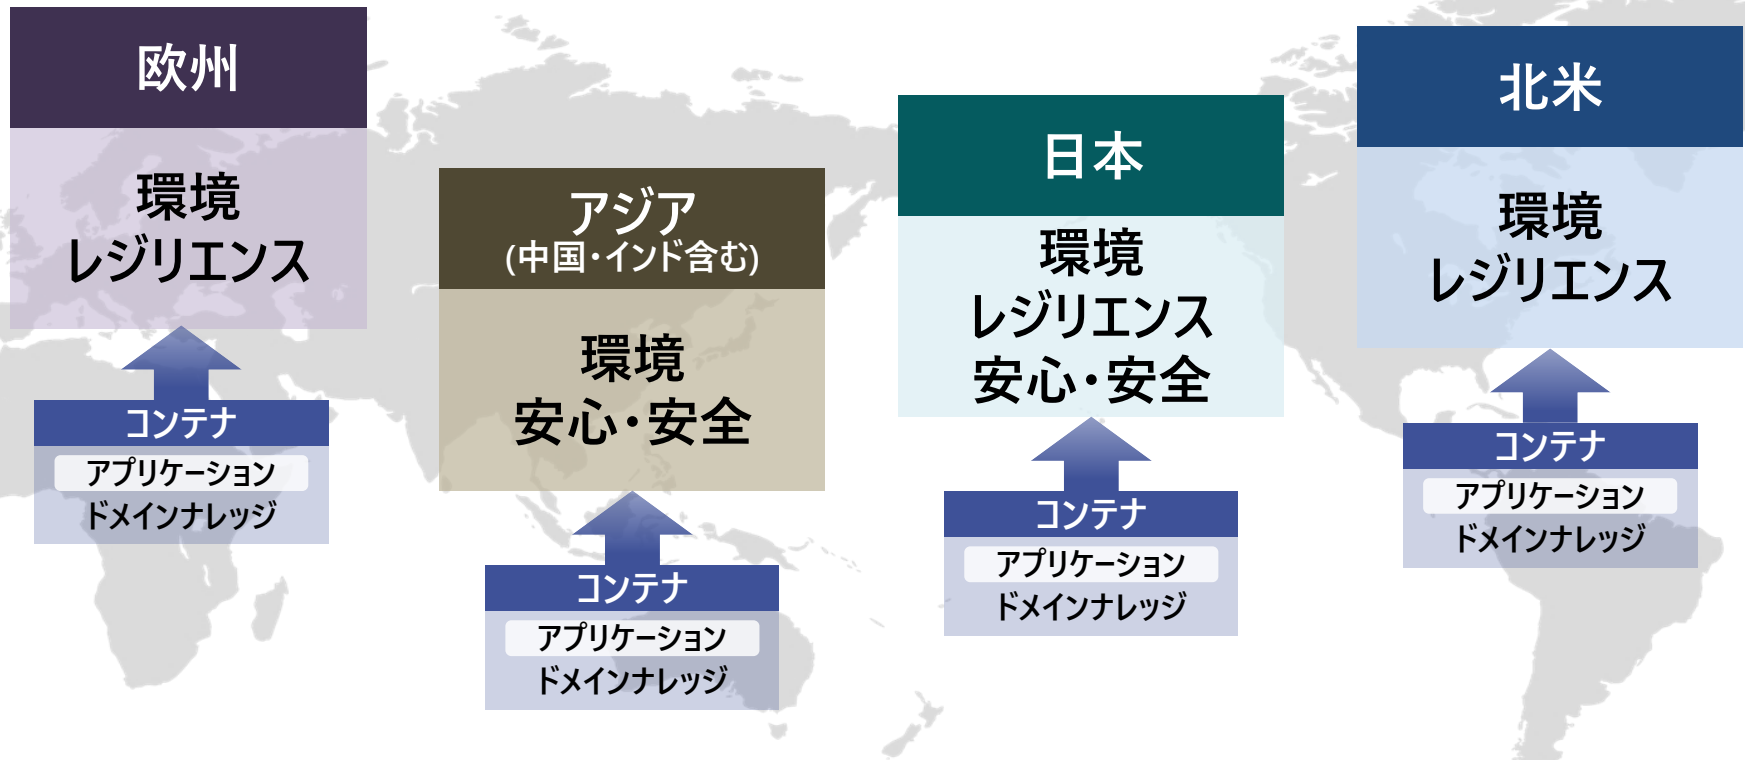 欧州
環境
レジリエンス
コンテナ
アプリケーション
ドメインナレッジ
アジア
(中国・インド含む)
環境
安心・安全
コンテナ
アプリケーション
ドメインナレッジ
日本
環境
レジリエンス
安心・安全
コンテナ
アプリケーション
ドメインナレッジ
北米
環境
レジリエンス
コンテナ
アプリケーション
ドメインナレッジ